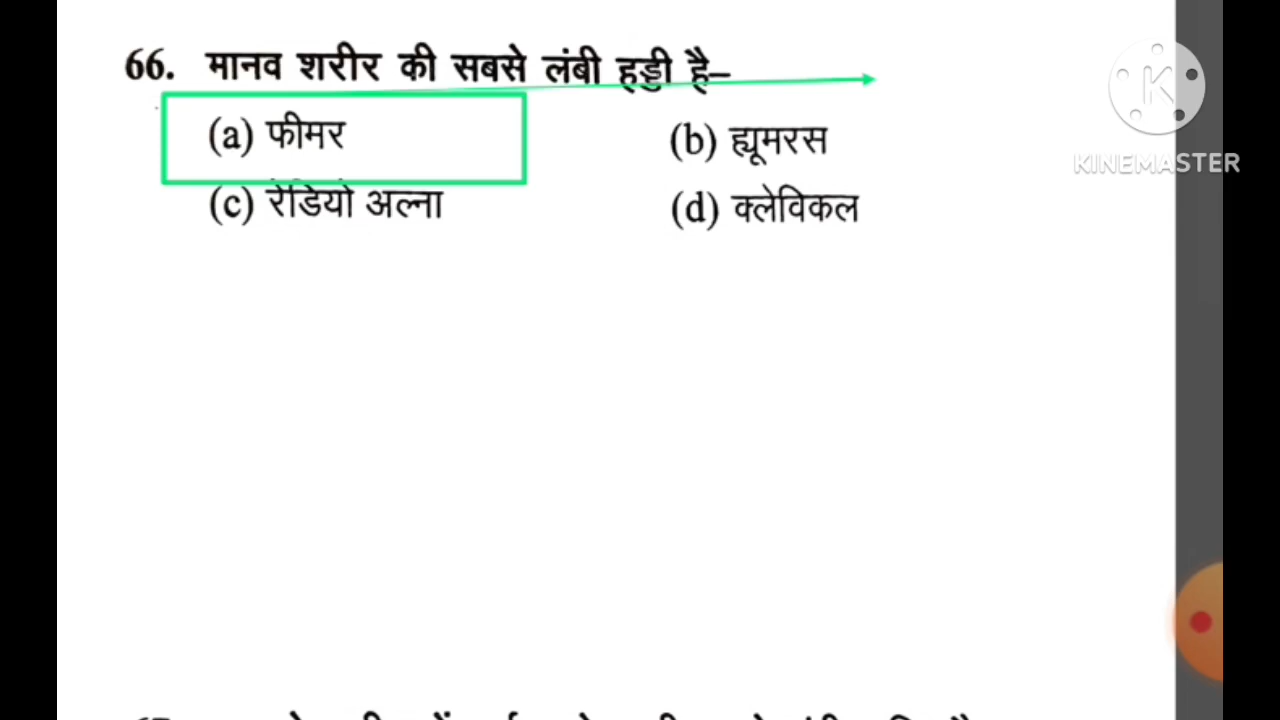 66. मानव शरीर की सबसे लंबी हड्डी है–
(a) फीमर (b) ह्यूमरस
(c) रेडियो अल्ना (d) क्लेविकल
K
KINEMASTER